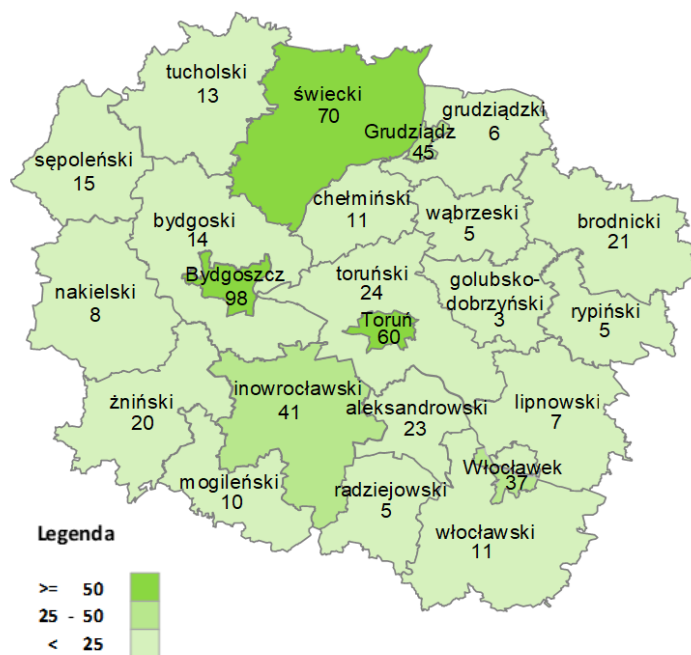 tucholski
13
świecki
70
grudziądzki
6
Grudziądz
45
sępoleński
15
chełmiński
11
wąbrzeski
5
brodnicki
21
bydgoski
14
Bydgoszcz
98
toruński
24
golubsko-
dobrzyński
3
nakielski
8
rypiński
5
Toruń
60
żniński
20
inowrocławski
41
aleksandrowski
23
lipnowski
7
Włocławek
37
mogileński
10
radziejowski
5
włocławski
11
Legenda
>= 50
25 - 50
< 25